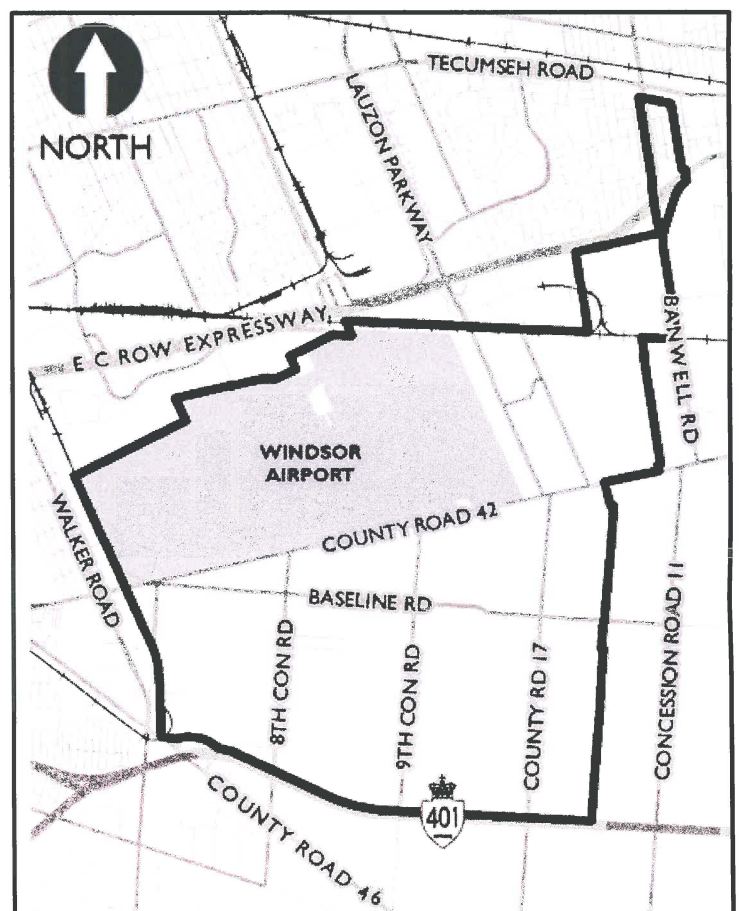 NORTH
TECUMSEH ROAD
LAUZON PARKWAY
E C ROW EXPRESSWAY
BANWELL RD
WINDSOR
AIRPORT
COUNTY ROAD 42
WALKER ROAD
BASELINE RD
8TH CON RD
9TH CON RD
COUNTY RD 17
CONCESSION ROAD 11
401
COUNTY ROAD 46